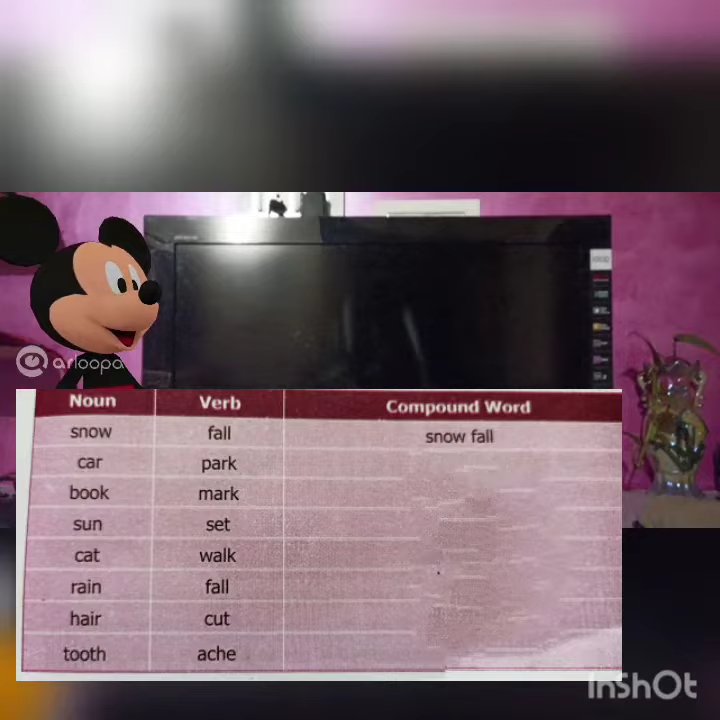 arloopa
Noun Verb Compound Word
snow fall snow fall
car park
book mark
sun set
cat walk
rain fall
hair cut
tooth ache
InShOt